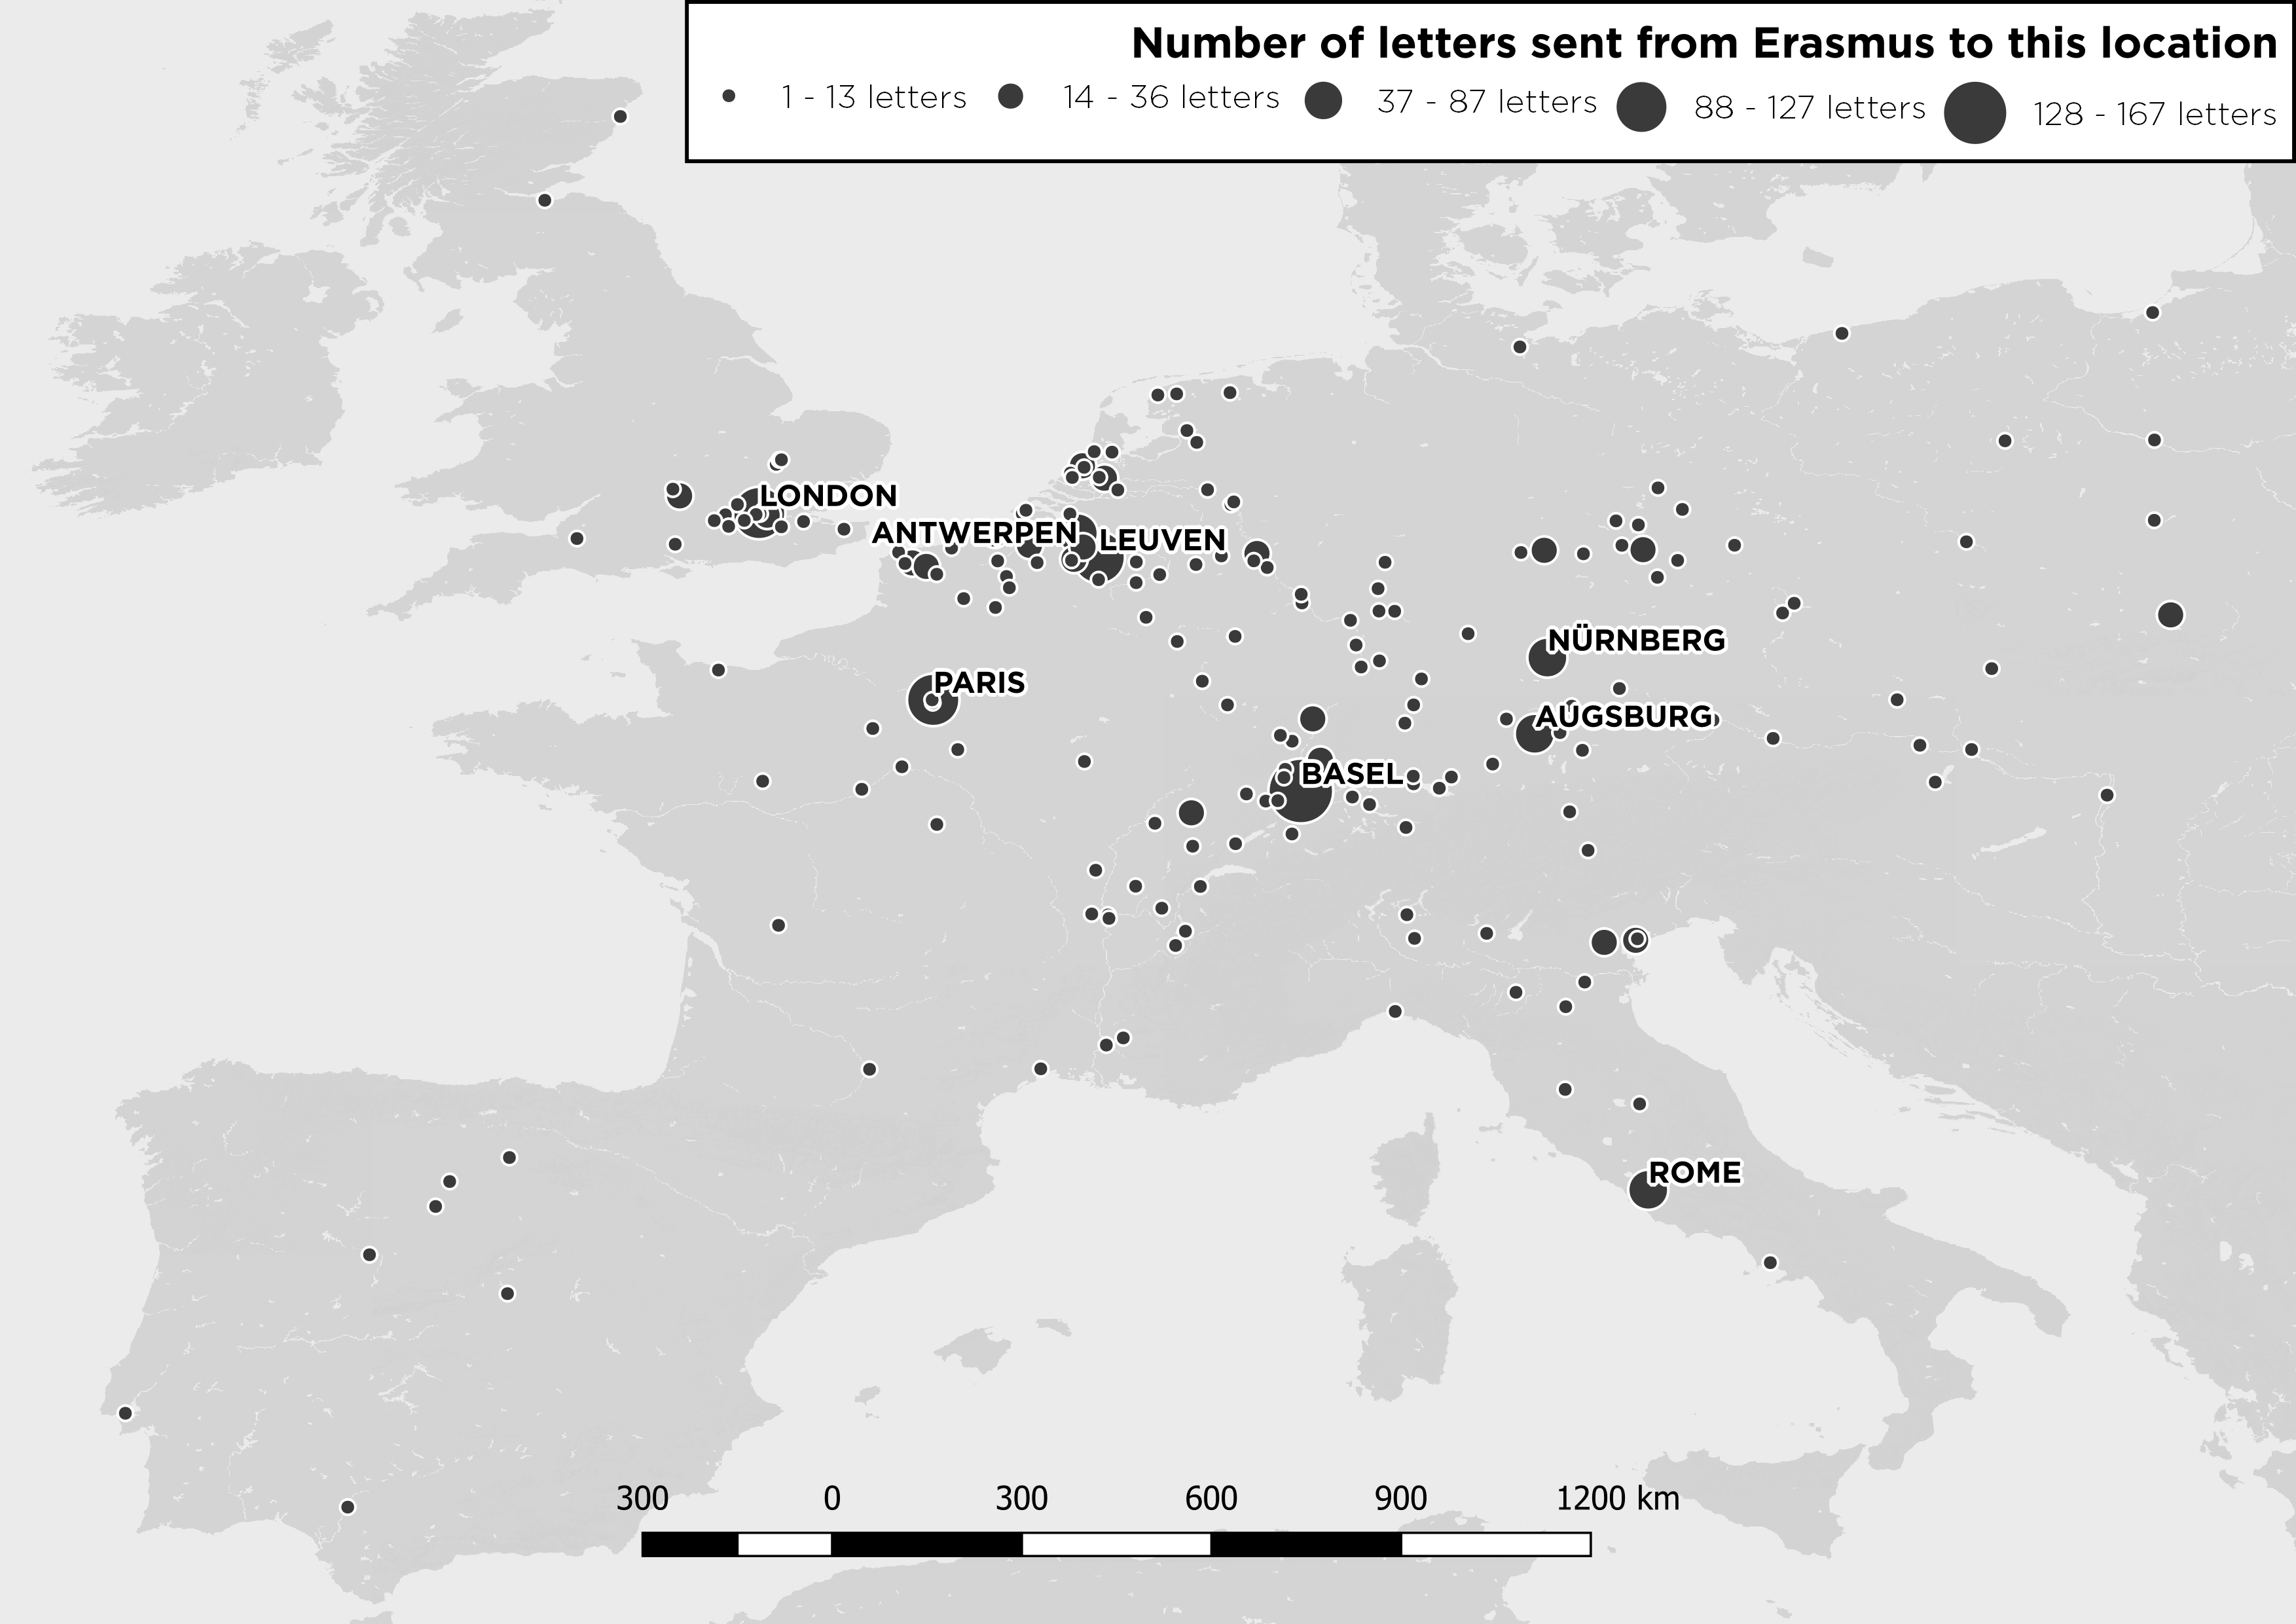 Number of letters sent from Erasmus to this location
1 - 13 letters 14 - 36 letters 37 - 87 letters 88 - 127 letters 128 - 167 letters
LONDON
ANTWERPEN
LEUVEN
NÜRNBERG
PARIS
AUGSBURG
BASEL
ROME
300 0 300 600 900 1200 km